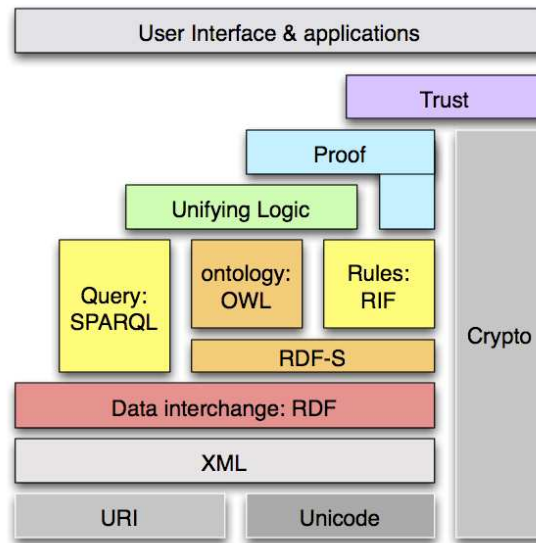 User Interface & applications
Trust
Proof
Unifying Logic
Query:
SPARQL
ontology:
OWL
Rules:
RIF
Crypto
RDF-S
Data interchange: RDF
XML
URI
Unicode